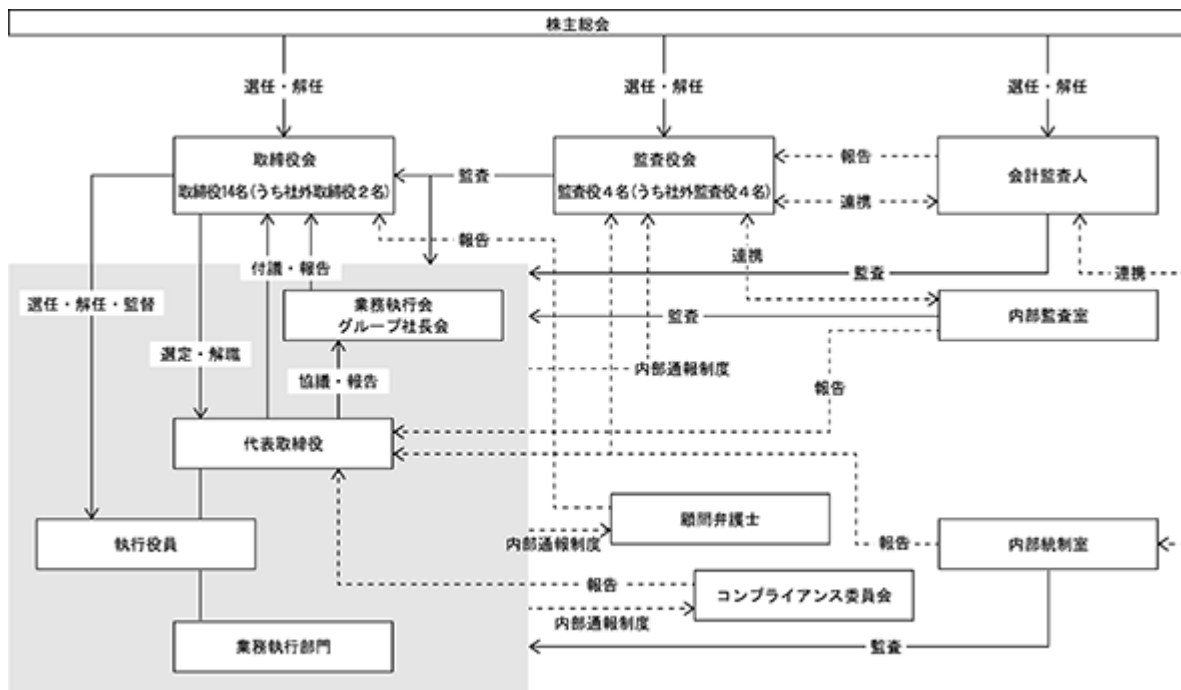 株主総会
選任・解任
選任・解任
選任・解任
取締役会
取締役14名(うち社外取締役2名)
監査
監査役会
監査役4名(うち社外監査役4名)
報告
連携
会計監査人
報告
連携
監査
連携
付議・報告
選任・解任・監督
業務執行会
グループ社長会
監査
内部監査室
選定・解職
協議・報告
内部通報制度
報告
代表取締役
顧問弁護士
執行役員
内部通報制度
報告
内部統制室
報告
コンプライアンス委員会
内部通報制度
業務執行部門
監査